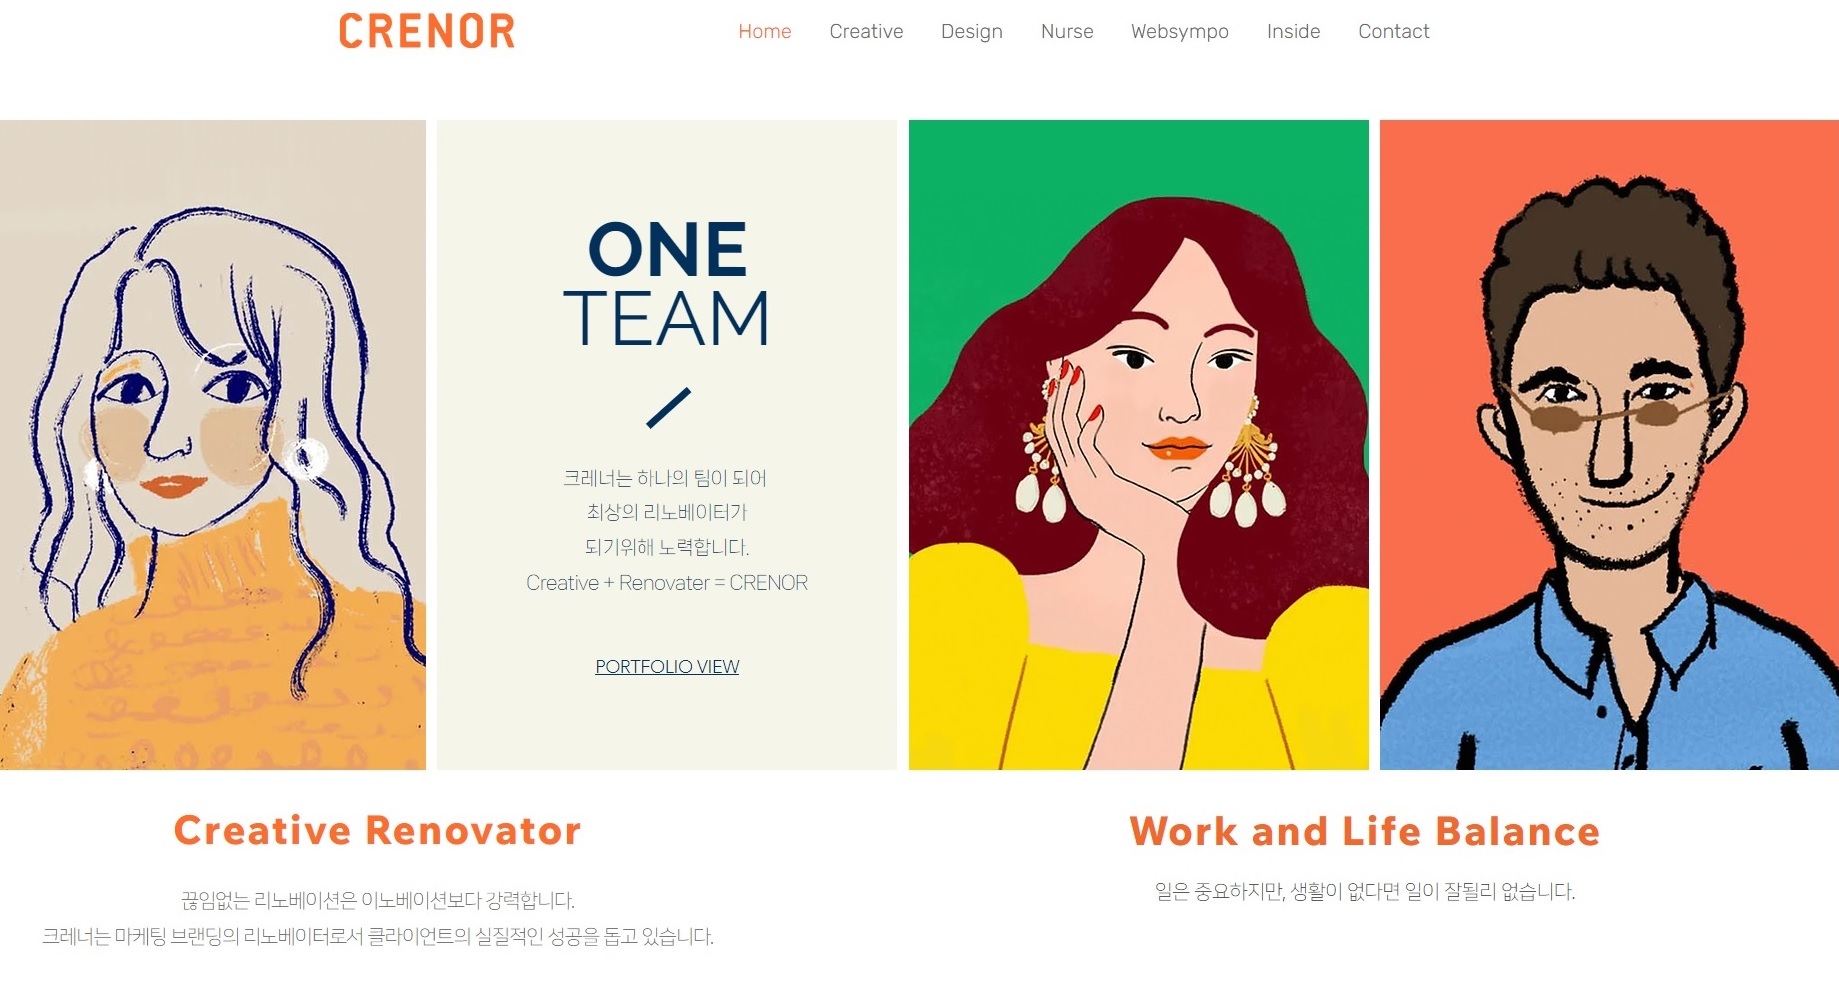 CRENOR
Home Creative Design Nurse Websympo Inside Contact
ONE
TEAM
크레너는 하나의 팀이 되어
최상의 리노베이터가
되기위해 노력합니다.
Creative + Renovater = CRENOR
PORTFOLIO VIEW
Creative Renovator
끊임없는 리노베이션은 이노베이션보다 강력합니다.
크레너는 마케팅 브랜딩의 리노베이터로서 클라이언트의 실질적인 성공을 돕고 있습니다.
Work and Life Balance
일은 중요하지만, 생활이 없다면 일이 잘될리 없습니다.